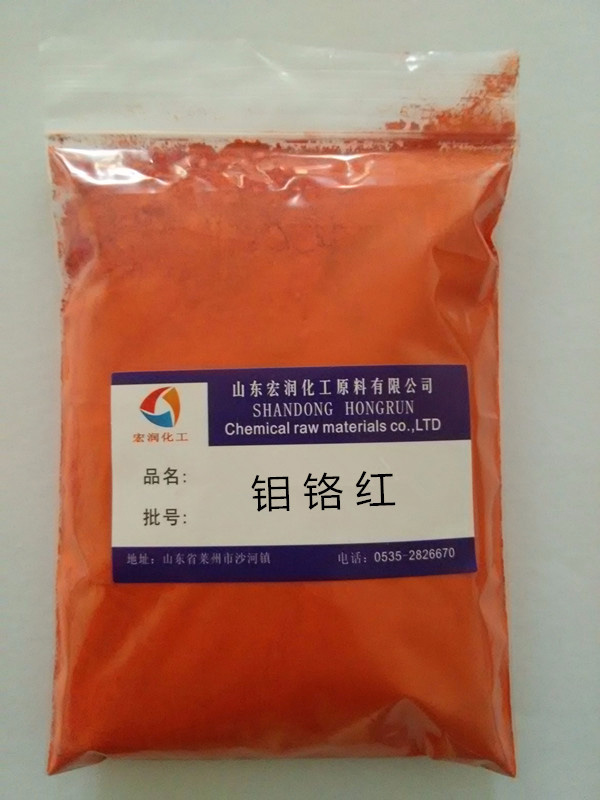 山东宏润化工原料有限公司
SHANDONG HONGRUN
Chemical raw materials co.,LTD
宏润化工
品名: 钼铬红
批号:
地址: 山东省莱州市沙河镇 电话: 0535-2826670